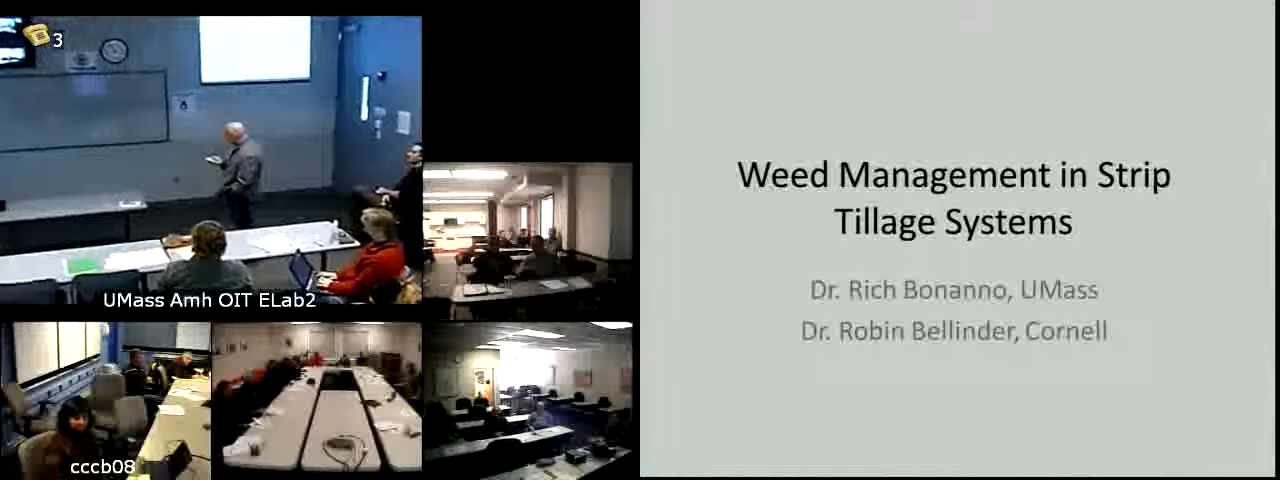 3
UMass Amh OIT ELab2
cccb08
Weed Management in Strip
Tillage Systems
Dr. Rich Bonanno, UMass
Dr. Robin Bellinder, Cornell